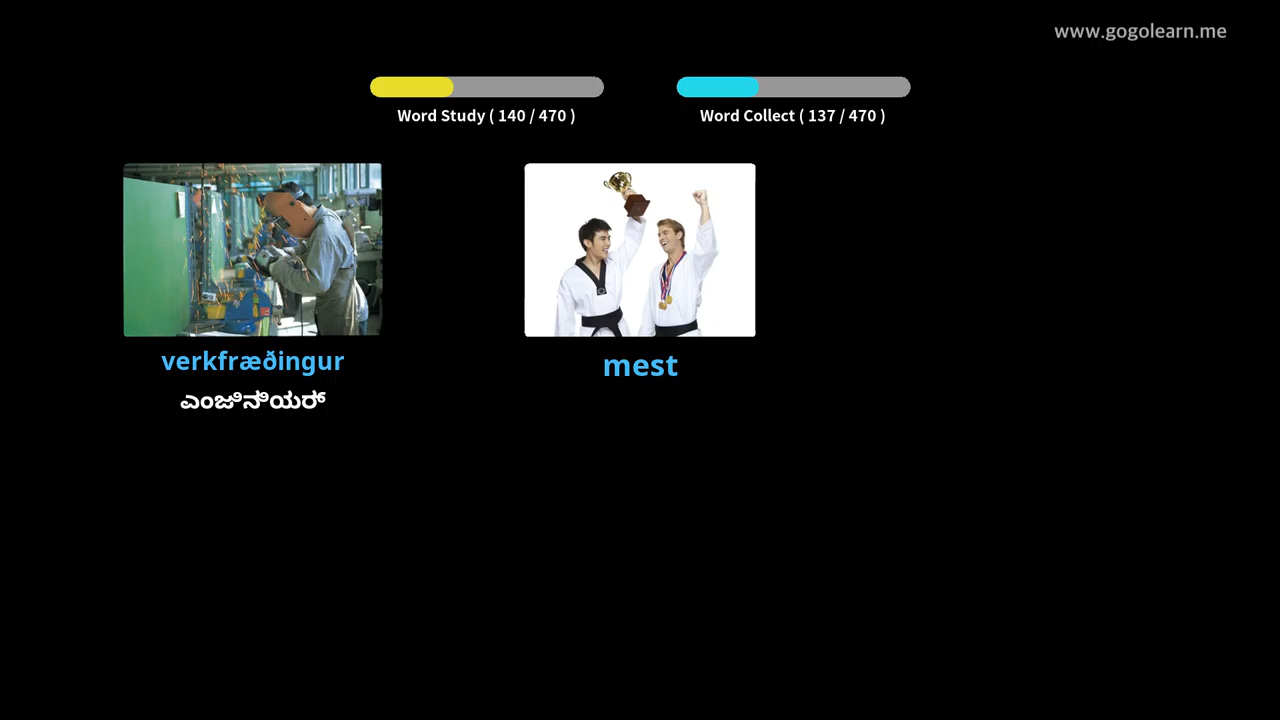 www.gogolearn.me
Word Study ( 140 / 470 )
Word Collect ( 137 / 470 )
verkfræðingur
mest
ಎಂಜಿನಿಯರ್